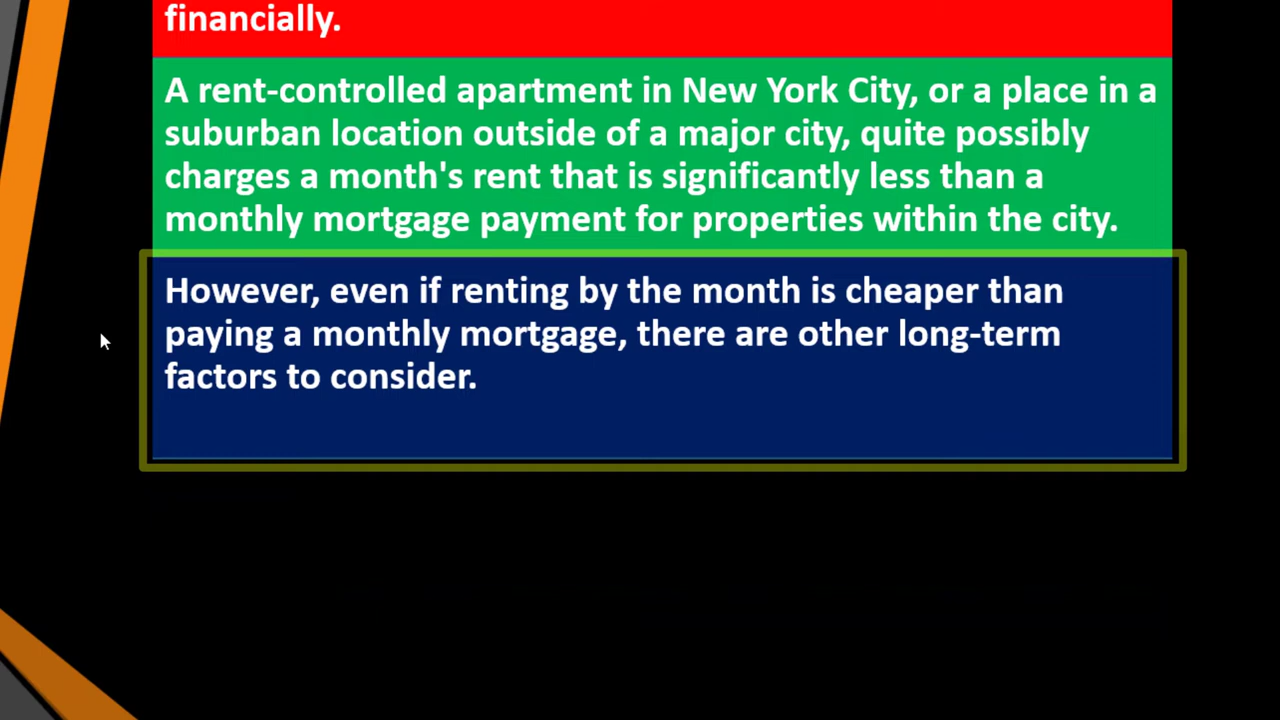 financially.
A rent-controlled apartment in New York City, or a place in a
suburban location outside of a major city, quite possibly
charges a month's rent that is significantly less than a
monthly mortgage payment for properties within the city.
However, even if renting by the month is cheaper than
paying a monthly mortgage, there are other long-term
factors to consider.